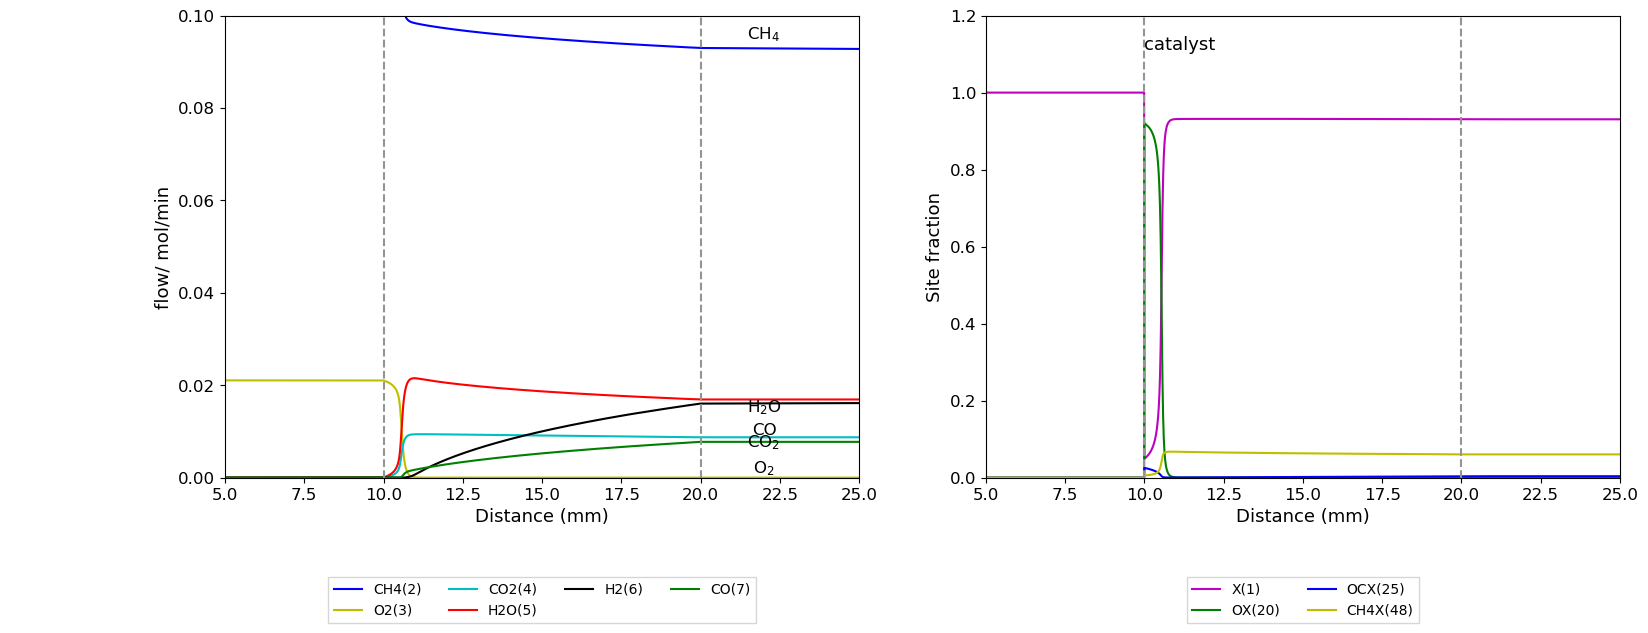 0.10
0.08
0.06
0.04
0.02
0.00
flow/ mol/min
CH₄
H₂O
CO
CO₂
O₂
5.0 7.5 10.0 12.5 15.0 17.5 20.0 22.5 25.0
Distance (mm)
CH4(2) CO2(4) H2(6) CO(7)
O2(3) H2O(5)
1.2
1.0
0.8
0.6
0.4
0.2
0.0
Site fraction
catalyst
5.0 7.5 10.0 12.5 15.0 17.5 20.0 22.5 25.0
Distance (mm)
X(1) OCX(25)
OX(20) CH4X(48)